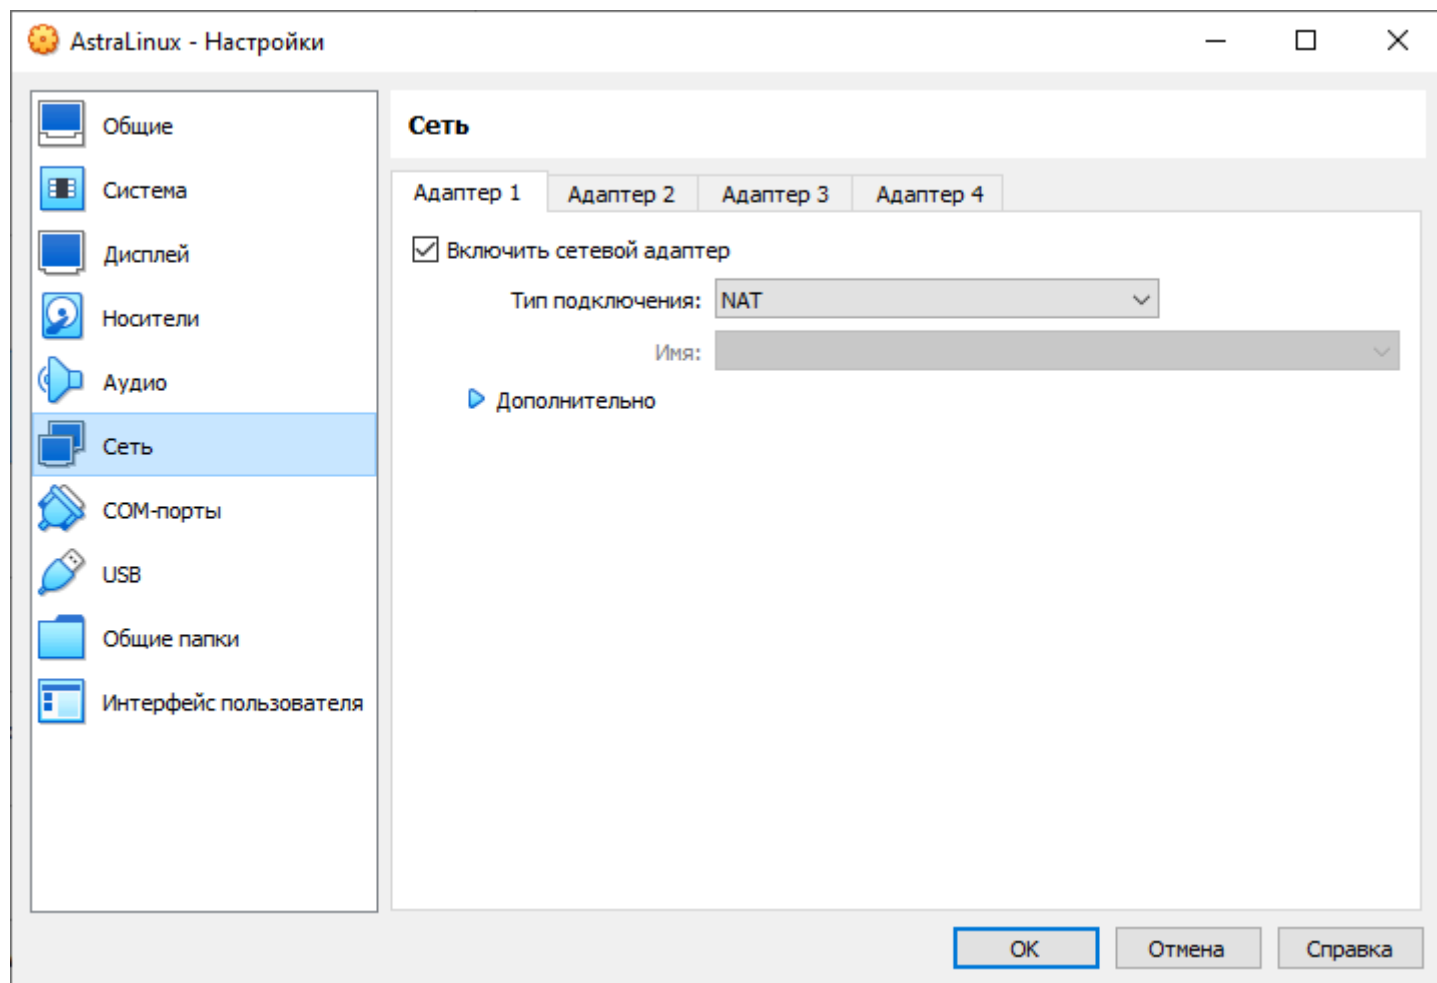 AstraLinux - Настройки
Общие
Система
Дисплей
Носители
Аудио
Сеть
COM-порты
USB
Общие папки
Интерфейс пользователя
Сеть
Адаптер 1 Адаптер 2 Адаптер 3 Адаптер 4
Включить сетевой адаптер
Тип подключения: NAT
Имя:
Дополнительно
OK Отмена Справка